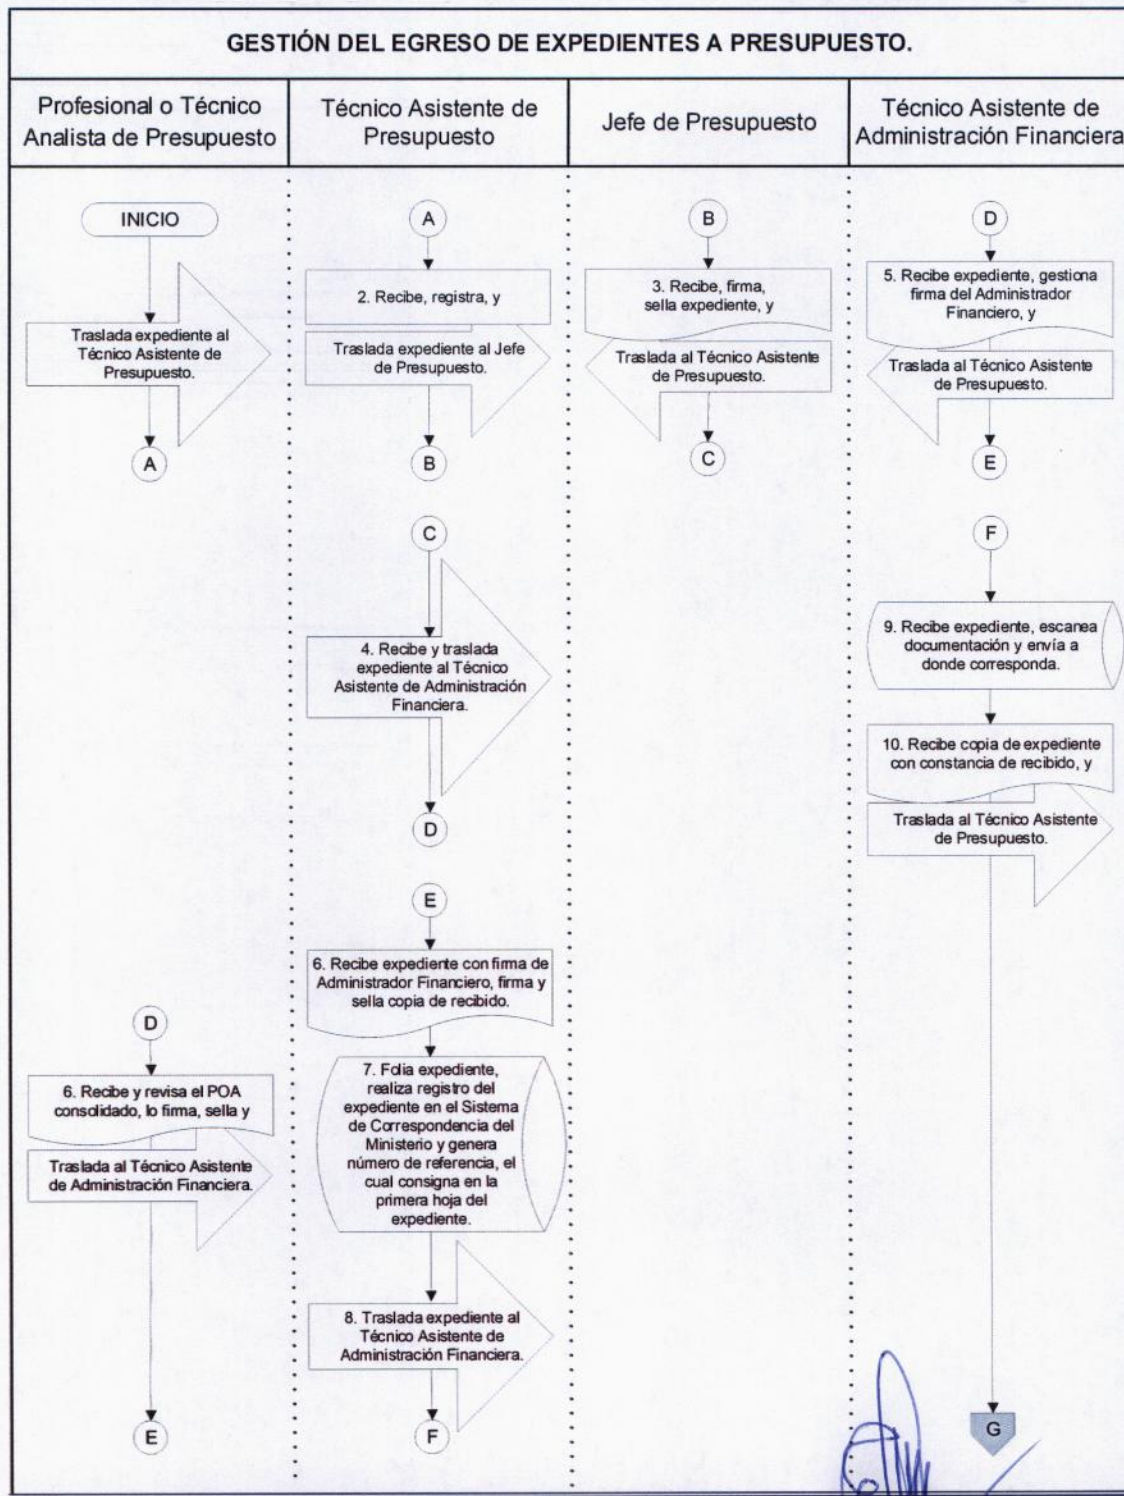 GESTIÓN DEL EGRESO DE EXPEDIENTES A PRESUPUESTO.
Profesional o Técnico
Analista de Presupuesto
Técnico Asistente de
Presupuesto
Jefe de Presupuesto
Técnico Asistente de
Administración Financiera
INICIO
Traslada expediente al
Técnico Asistente de
Presupuesto.
A
D
6. Recibe y revisa el POA
consolidado, lo firma, sella y
Traslada al Técnico Asistente
de Administración Financiera.
E
A
2. Recibe, registra, y
Traslada expediente al Jefe
de Presupuesto.
B
C
4. Recibe y traslada
expediente al Técnico
Asistente de Administración
Financiera.
D
E
6. Recibe expediente con firma de
Administrador Financiero, firma y
sella copia de recibido.
7. Folia expediente,
realiza registro del
expediente en el Sistema
de Correspondencia del
Ministerio y genera
número de referencia, el
cual consigna en la
primera hoja del
expediente.
8. Traslada expediente al
Técnico Asistente de
Administración Financiera.
F
B
3. Recibe, firma,
sella expediente, y
Traslada al Técnico Asistente
de Presupuesto.
C
D
5. Recibe expediente, gestiona
firma del Administrador
Financiero, y
Traslada al Técnico Asistente
de Presupuesto.
E
F
9. Recibe expediente, escanea
documentación y envía a
donde corresponda.
10. Recibe copia de expediente
con constancia de recibido, y
Traslada al Técnico Asistente
de Presupuesto.
G